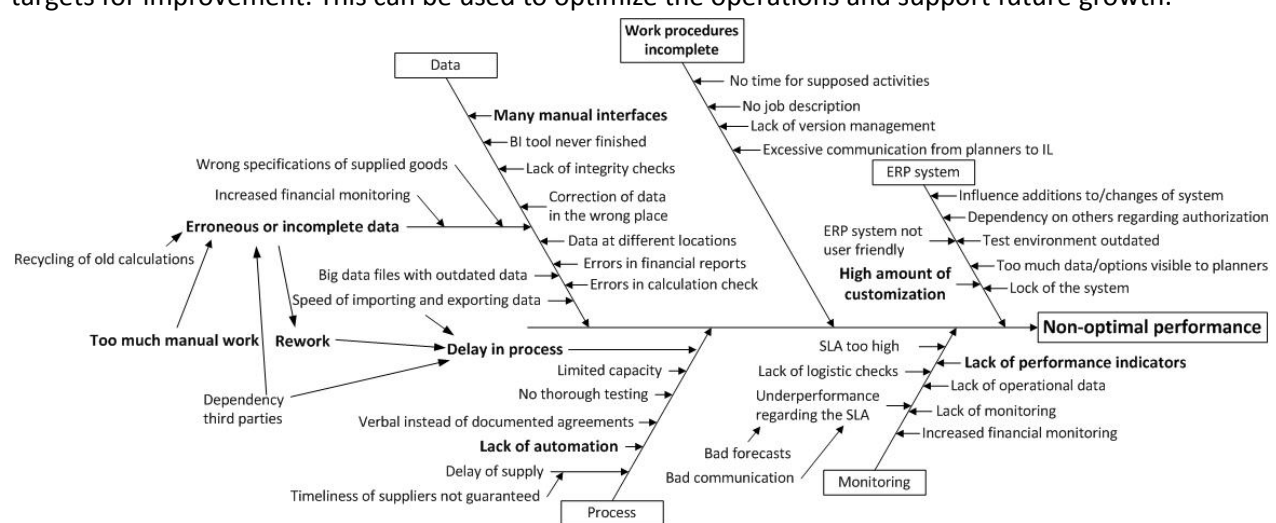 targets for improvement. This can be used to optimize the operations and support future growth.
Work procedures
incomplete
Data
No time for supposed activities
Many manual interfaces
No job description
BI tool never finished
Lack of version management
Wrong specifications of supplied goods
Lack of integrity checks
Excessive communication from planners to IL
ERP system
Increased financial monitoring
Correction of data
in the wrong place
Influence additions to/changes of system
Erroneous or incomplete data
Dependency on others regarding authorization
ERP system not
user friendly
Data at different locations
Test environment outdated
Recycling of old calculations
Errors in financial reports
Big data files with outdated data
Too much data/options visible to planners
High amount of
customization
Errors in calculation check
Lock of the system
Speed of importing and exporting data
Non-optimal performance
Too much manual work
Rework
Delay in process
SLA too high
Lack of performance indicators
Limited capacity
Lack of logistic checks
Lack of operational data
No thorough testing
Dependency
third parties
Underperformance
regarding the SLA
Lack of monitoring
Verbal instead of documented agreements
Increased financial monitoring
Lack of automation
Bad forecasts
Delay of supply
Bad communication
Monitoring
Timeliness of suppliers not guaranteed
Process